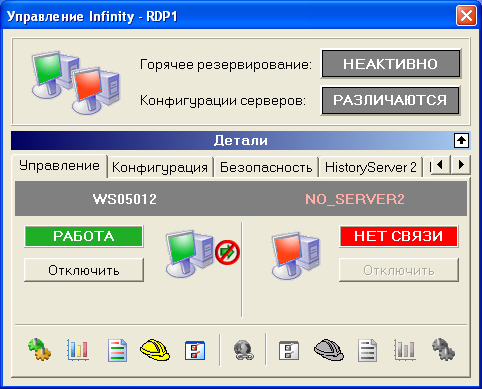 Управление Infinity - RDP1
Горячее резервирование: НЕАКТИВНО
Конфигурации серверов: РАЗЛИЧАЮТСЯ
Детали
Управление Конфигурация Безопасность HistoryServer 2
WS05012 NO_SERVER2
РАБОТА НЕТ СВЯЗИ
Отключить Отключить